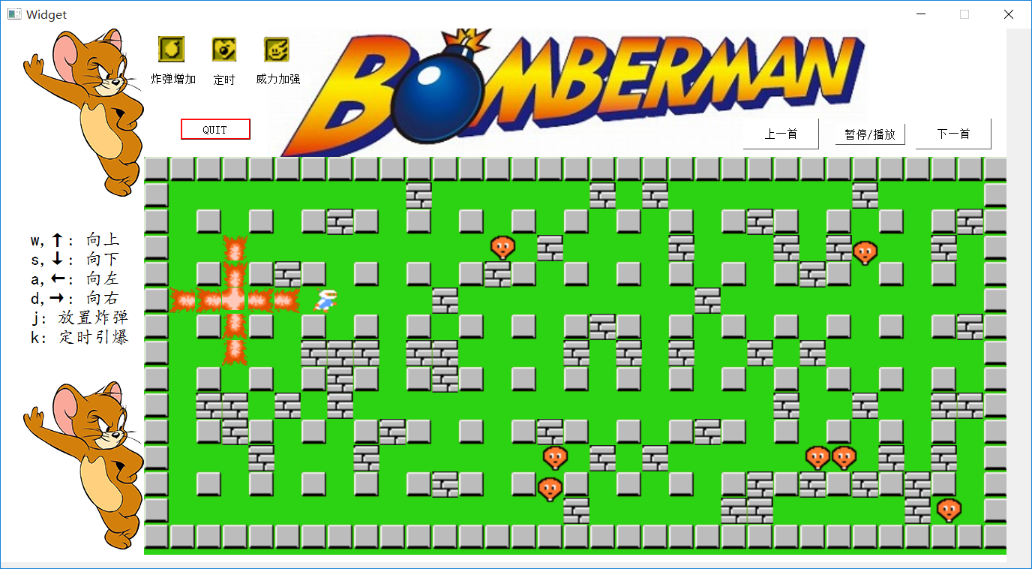 Widget
炸弹增加 定时 威力加强
BOMBERMAN
QUIT
上一首 暂停/播放 下一首
w,↑: 向上
s,↓: 向下
a,←: 向左
d,→: 向右
j: 放置炸弹
k: 定时引爆